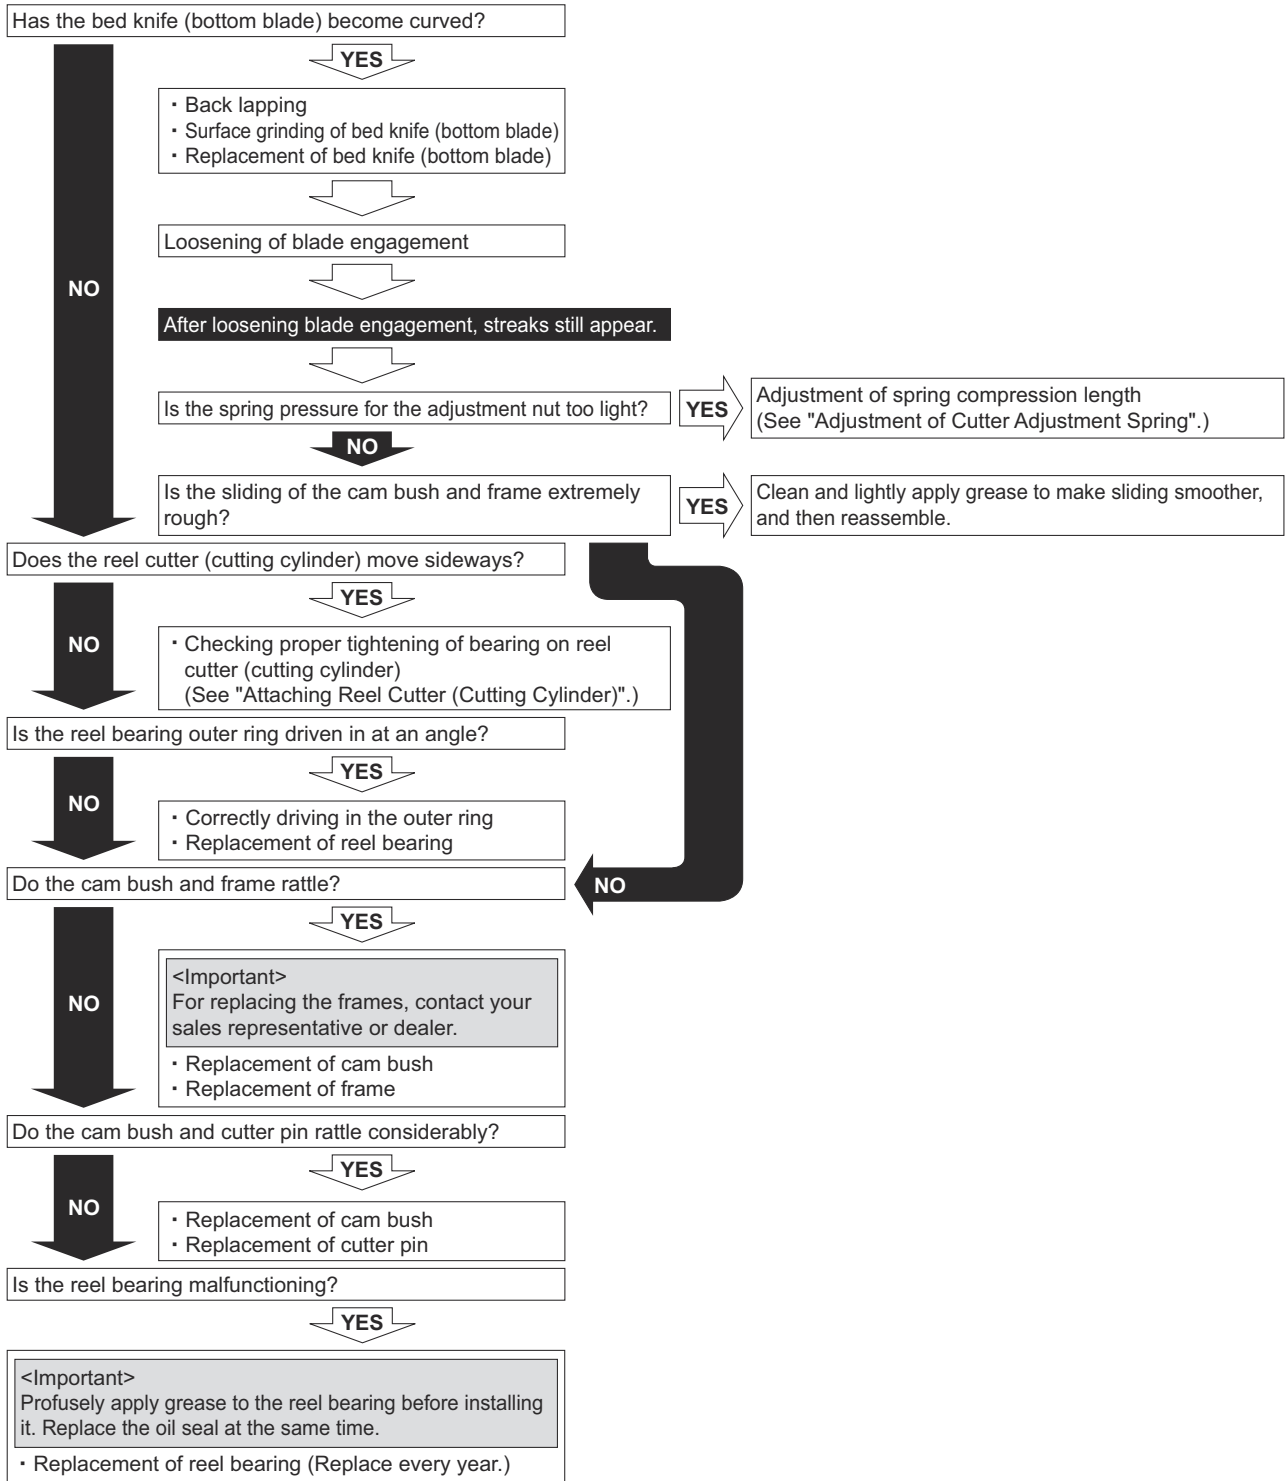 Has the bed knife (bottom blade) become curved?
YES
・Back lapping
・Surface grinding of bed knife (bottom blade)
・Replacement of bed knife (bottom blade)
Loosening of blade engagement
NO
After loosening blade engagement, streaks still appear.
Is the spring pressure for the adjustment nut too light?
YES
Adjustment of spring compression length
(See "Adjustment of Cutter Adjustment Spring".)
NO
Is the sliding of the cam bush and frame extremely
rough?
YES
Clean and lightly apply grease to make sliding smoother,
and then reassemble.
Does the reel cutter (cutting cylinder) move sideways?
YES
NO
・Checking proper tightening of bearing on reel
cutter (cutting cylinder)
(See "Attaching Reel Cutter (Cutting Cylinder)".)
Is the reel bearing outer ring driven in at an angle?
YES
NO
・Correctly driving in the outer ring
・Replacement of reel bearing
Do the cam bush and frame rattle?
NO
YES
NO
<Important>
For replacing the frames, contact your
sales representative or dealer.
・Replacement of cam bush
・Replacement of frame
Do the cam bush and cutter pin rattle considerably?
YES
NO
・Replacement of cam bush
・Replacement of cutter pin
Is the reel bearing malfunctioning?
YES
<Important>
Profusely apply grease to the reel bearing before installing
it. Replace the oil seal at the same time.
・Replacement of reel bearing (Replace every year.)